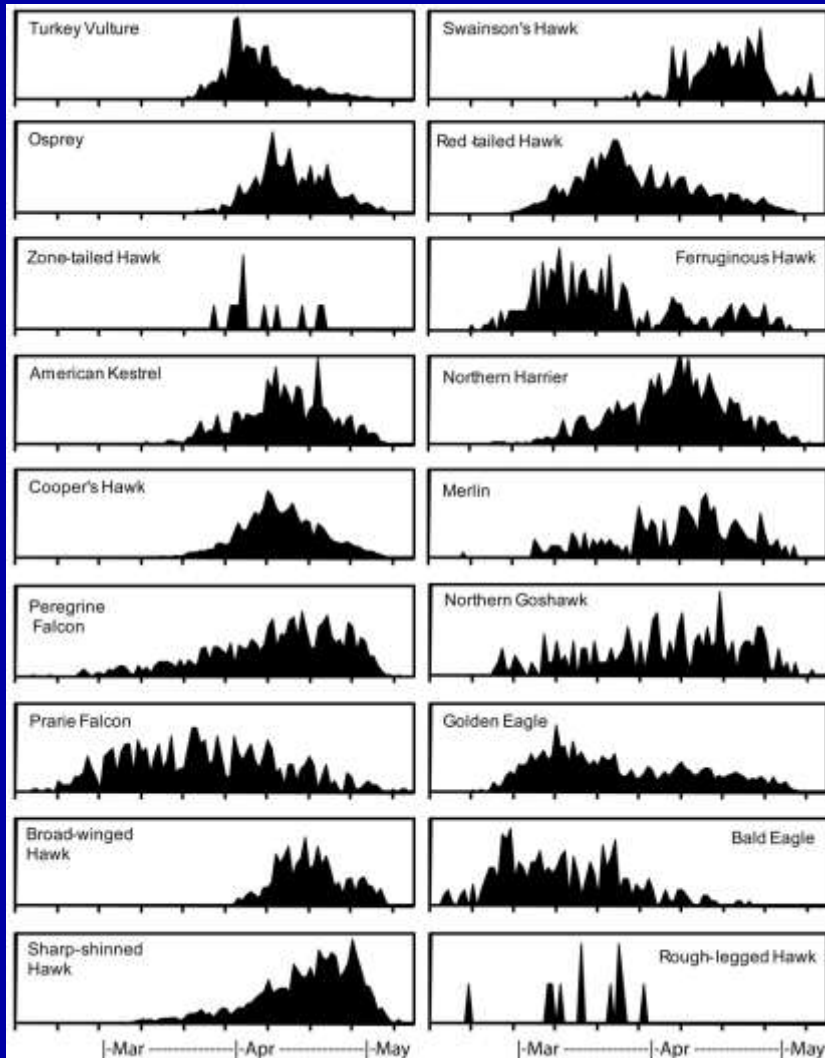 Turkey Vulture
Swainson's Hawk
Osprey
Red-tailed Hawk
Zone-tailed Hawk
Ferruginous Hawk
American Kestrel
Northern Harrier
Cooper's Hawk
Merlin
Peregrine
Falcon
Northern Goshawk
Prarie Falcon
Golden Eagle
Broad-winged
Hawk
Bald Eagle
Sharp-shinned
Hawk
Rough-legged Hawk
|-Mar ---------------|-Apr ---------------|-May
|-Mar ---------------|-Apr ---------------|-May